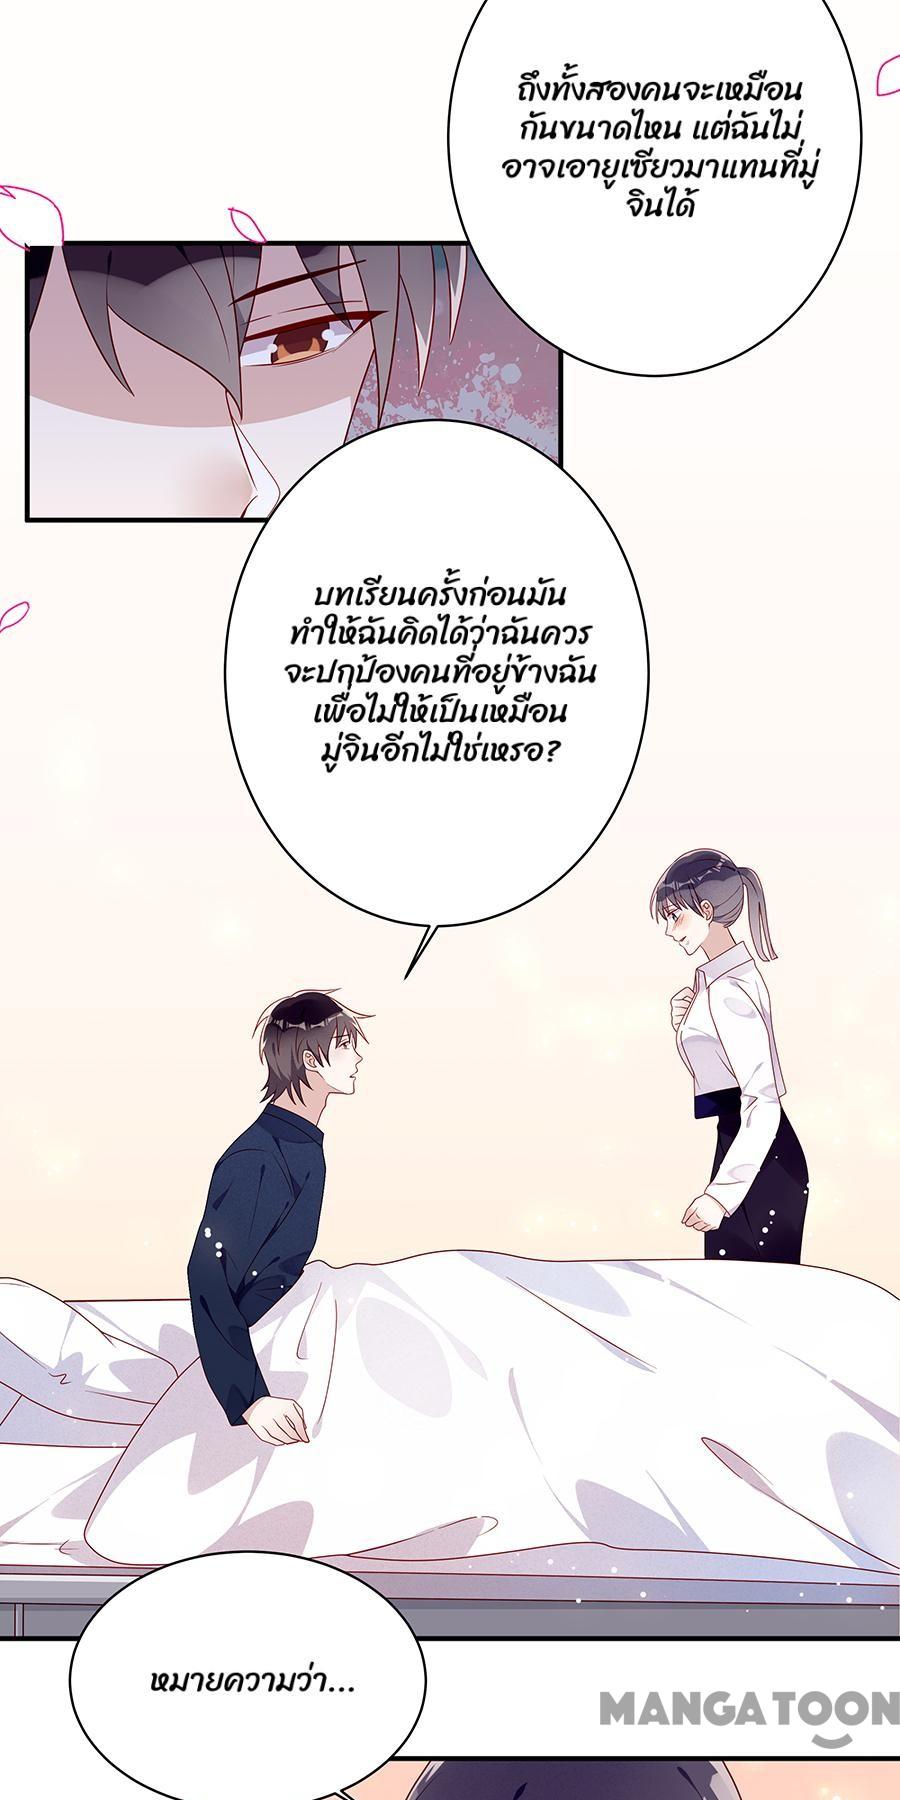 ถึงทั้งสองคนจะเหมือน
กันขนาดไหน แต่ฉันไม่
อาจเอายูเซียวมาแทนที่มู่
จินได้
บทเรียนครั้งก่อนมัน
ทำให้ฉันคิดได้ว่าฉันควร
จะปกป้องคนที่อยู่ข้างฉัน
เพื่อไม่ให้เป็นเหมือน
มู่จินอีกไม่ใช่เหรอ?
หมายความว่า...
MANGATOON